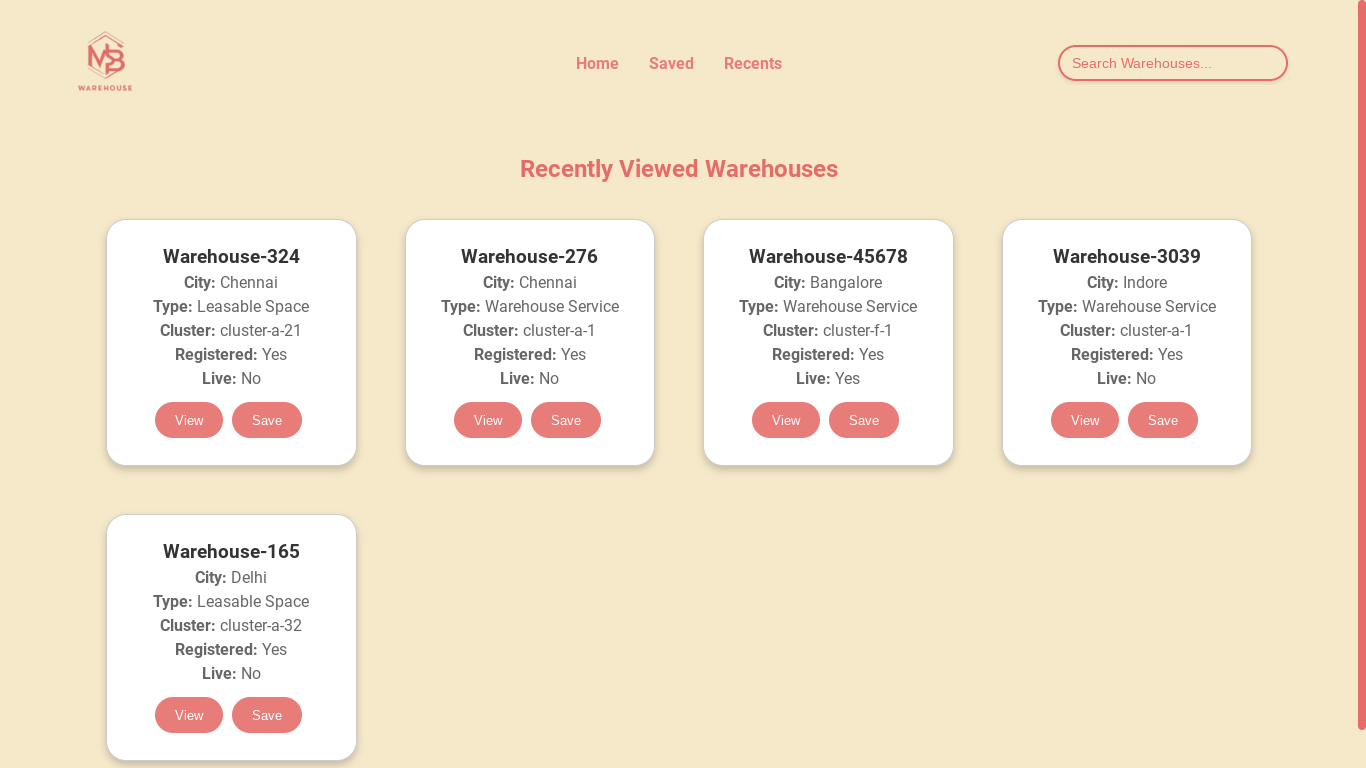 MSB
WAREHOUSE
Home Saved Recents
Search Warehouses...
Recently Viewed Warehouses
Warehouse-324
City: Chennai
Type: Leasable Space
Cluster: cluster-a-21
Registered: Yes
Live: No
View Save
Warehouse-276
City: Chennai
Type: Warehouse Service
Cluster: cluster-a-1
Registered: Yes
Live: No
View Save
Warehouse-45678
City: Bangalore
Type: Warehouse Service
Cluster: cluster-f-1
Registered: Yes
Live: Yes
View Save
Warehouse-3039
City: Indore
Type: Warehouse Service
Cluster: cluster-a-1
Registered: Yes
Live: No
View Save
Warehouse-165
City: Delhi
Type: Leasable Space
Cluster: cluster-a-32
Registered: Yes
Live: No
View Save